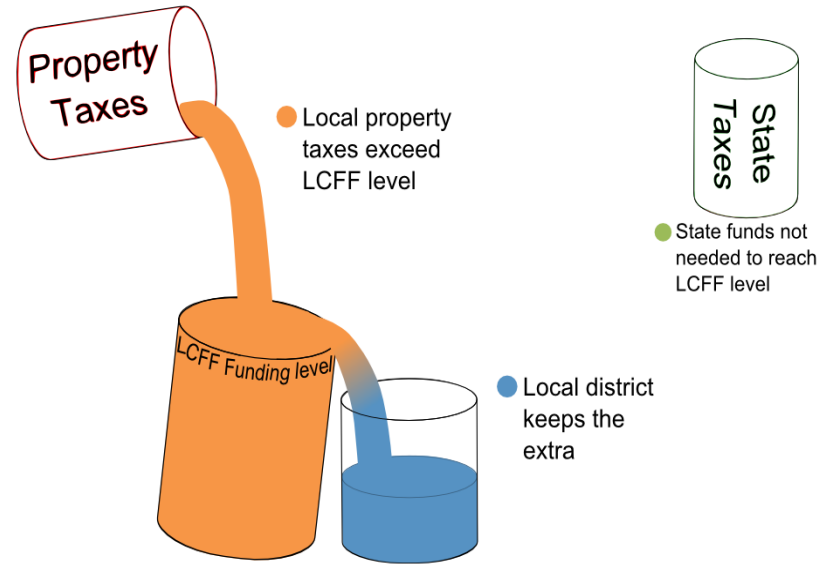 Property
Taxes
Local property
taxes exceed
LCFF level
State
Taxes
State funds not
needed to reach
LCFF level
LCFF Funding level
Local district
keeps the
extra